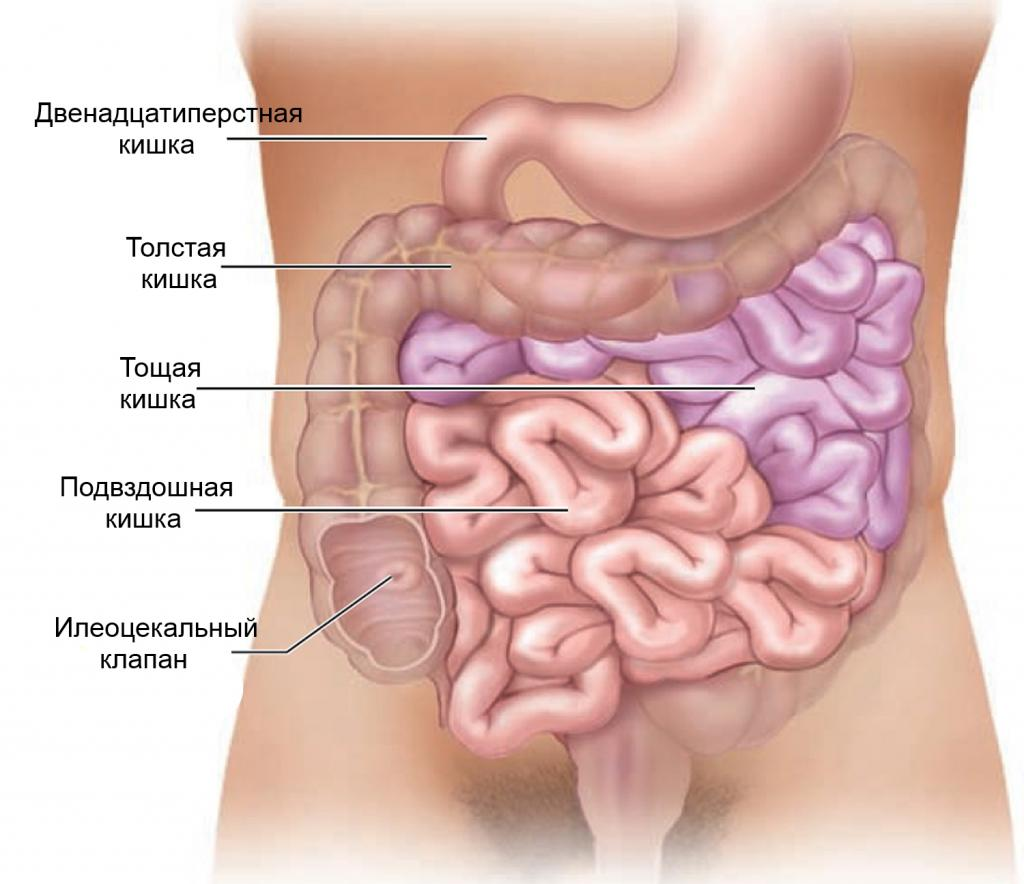 Двенадцатиперстная
кишка
Толстая
кишка
Тощая
кишка
Подвздошная
кишка
Илеоцекальный
клапан